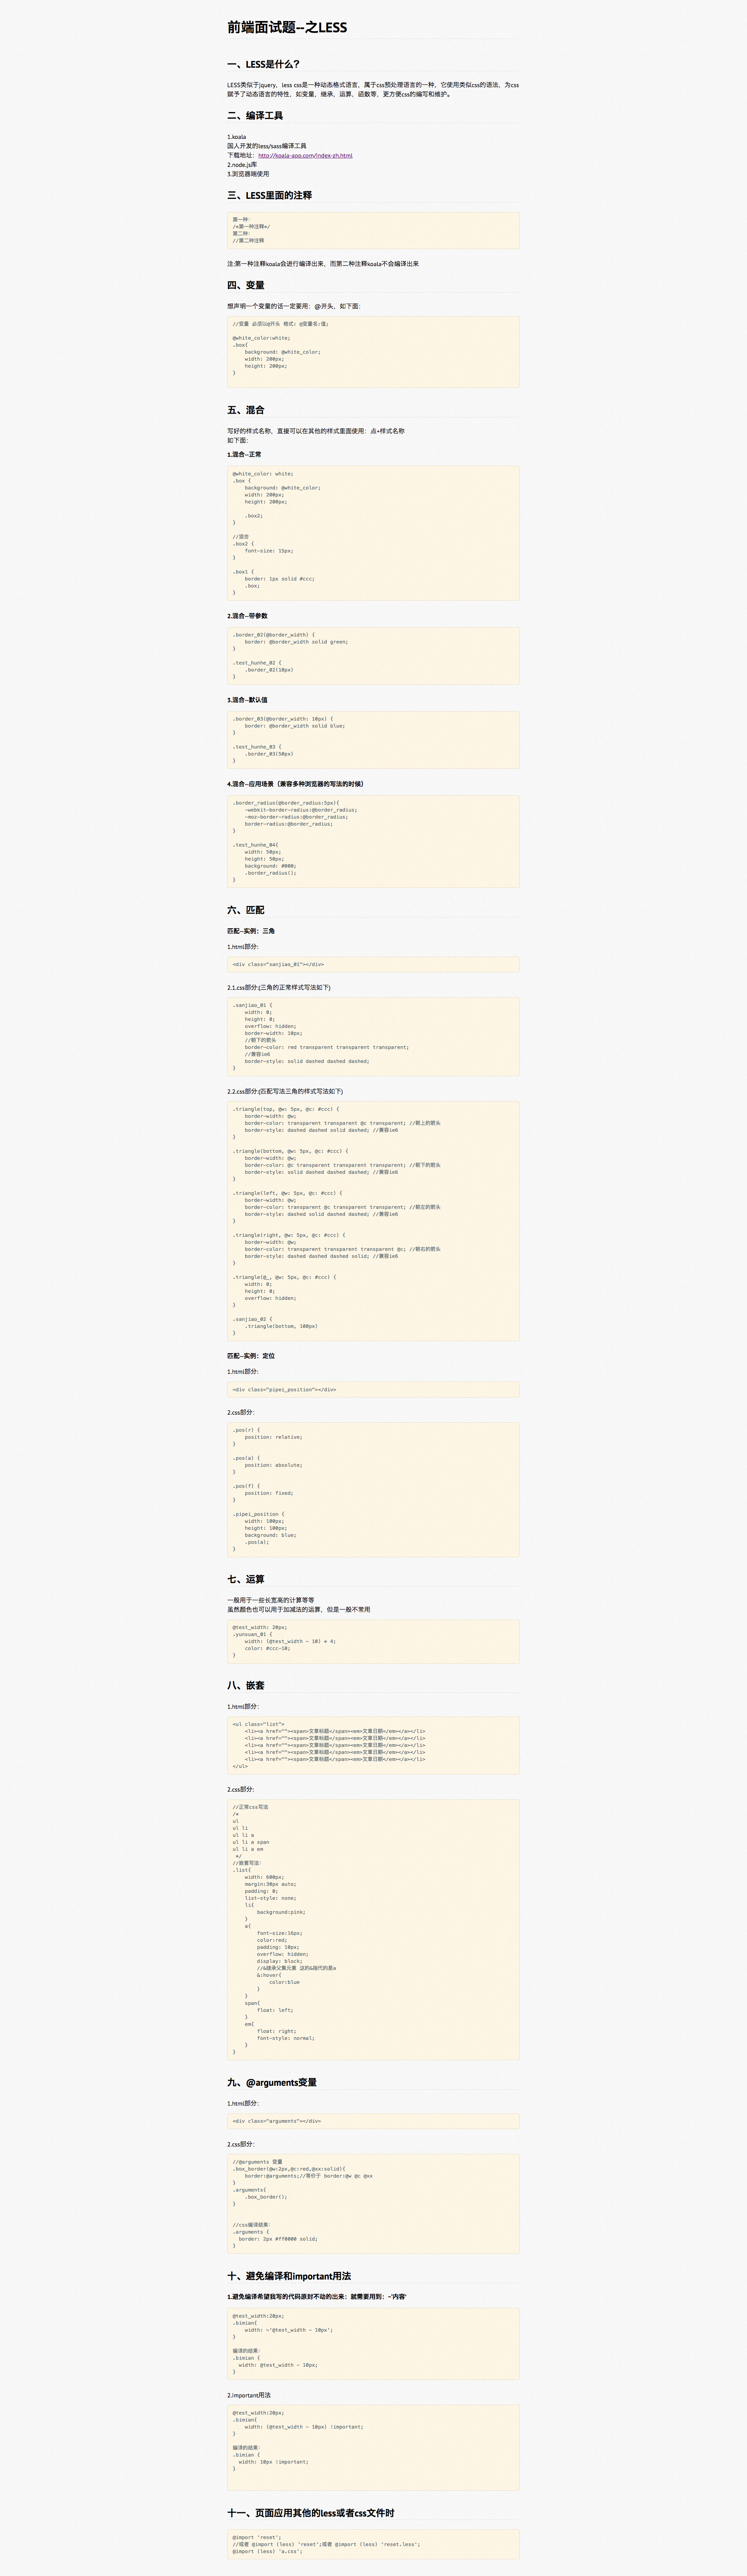 前端面试题--之LESS
一、LESS是什么？
LESS类似于jquery，less css是一种动态格式语言，属于css预处理语言的一种，它使用类似css的语法，为css
赋予了动态语言的特性，如变量，继承，运算，函数等，更方便css的编写和维护。
二、编译工具
1.koala
国人开发的less/sass编译工具
下载地址：http://koala-app.com/index-zh.html
2.node.js库
3.浏览器端使用
三、LESS里面的注释
第一种：
/*第一种注释*/
第二种：
//第二种注释
注:第一种注释koala会进行编译出来，而第二种注释koala不会编译出来
四、变量
想声明一个变量的话一定要用：@开头，如下面：
//变量 必须以@开头 格式：@变量名:值;
@white_color:white;
.box{
    background: @white_color;
    width: 200px;
    height: 200px;
}
五、混合
写好的样式名称，直接可以在其他的样式里面使用：点+样式名称
如下面：
1.混合--正常
@white_color: white;
.box {
    background: @white_color;
    width: 200px;
    height: 200px;
    .box2;
}
//混合
.box2 {
    font-size: 15px;
}
.box1 {
    border: 1px solid #ccc;
    .box;
}
2.混合--带参数
.border_02(@border_width) {
    border: @border_width solid green;
}
.test_hunhe_02 {
    .border_02(10px)
}
3.混合--默认值
.border_03(@border_width: 10px) {
    border: @border_width solid blue;
}
.test_hunhe_03 {
    .border_03(50px)
}
4.混合--应用场景（兼容多种浏览器的写法的时候）
.border_radius(@border_radius:5px){
    -webkit-border-radius:@border_radius;
    -moz-border-radius:@border_radius;
    border-radius:@border_radius;
}
.test_hunhe_04{
    width: 50px;
    height: 50px;
    background: #000;
    .border_radius();
}
六、匹配
匹配--实例：三角
1.html部分:
<div class="sanjiao_01"></div>
2.1.css部分:(三角的正常样式写法如下)
.sanjiao_01 {
    width: 0;
    height: 0;
    overflow: hidden;
    border-width: 10px;
    //朝下的箭头
    border-color: red transparent transparent transparent;
    //兼容ie6
    border-style: solid dashed dashed dashed;
}
2.2.css部分:(匹配写法三角的样式写法如下)
.triangle(top, @w: 5px, @c: #ccc) {
    border-width: @w;
    border-color: transparent transparent @c transparent; //朝上的箭头
    border-style: dashed dashed solid dashed; //兼容ie6
}
.triangle(bottom, @w: 5px, @c: #ccc) {
    border-width: @w;
    border-color: @c transparent transparent transparent; //朝下的箭头
    border-style: solid dashed dashed dashed; //兼容ie6
}
.triangle(left, @w: 5px, @c: #ccc) {
    border-width: @w;
    border-color: transparent @c transparent transparent; //朝左的箭头
    border-style: dashed solid dashed dashed; //兼容ie6
}
.triangle(right, @w: 5px, @c: #ccc) {
    border-width: @w;
    border-color: transparent transparent transparent @c; //朝右的箭头
    border-style: dashed dashed dashed solid; //兼容ie6
}
.triangle(@_, @w: 5px, @c: #ccc) {
    width: 0;
    height: 0;
    overflow: hidden;
}
.sanjiao_02 {
    .triangle(bottom, 100px)
}
匹配--实例：定位
1.html部分:
<div class="pipei_position"></div>
2.css部分:
.pos(r) {
    position: relative;
}
.pos(a) {
    position: absolute;
}
.pos(f) {
    position: fixed;
}
.pipei_position {
    width: 100px;
    height: 100px;
    background: blue;
    .pos(a);
}
七、运算
一般用于一些长宽高的计算等等
虽然颜色也可以用于加减法的运算，但是一般不常用
@test_width: 20px;
.yunsuan_01 {
    width: (@test_width - 10) * 4;
    color: #ccc-10;
}
八、嵌套
1.html部分:
<ul class="list">
    <li><a href=""><span>文章标题</span><em>文章日期</em></a></li>
    <li><a href=""><span>文章标题</span><em>文章日期</em></a></li>
    <li><a href=""><span>文章标题</span><em>文章日期</em></a></li>
    <li><a href=""><span>文章标题</span><em>文章日期</em></a></li>
    <li><a href=""><span>文章标题</span><em>文章日期</em></a></li>
</ul>
2.css部分:
//正常css写法
/*
ul
ul li
ul li a
ul li a span
ul li a em
 */
//嵌套写法:
.list{
    width: 600px;
    margin:30px auto;
    padding: 0;
    list-style: none;
    li{
        background:pink;
    }
    a{
        font-size:16px;
        color:red;
        padding: 10px;
        overflow: hidden;
        display: block;
        //&继承父集元素 这的&指代的是a
        &:hover{
            color:blue
        }
    }
    span{
        float: left;
    }
    em{
        float: right;
        font-style: normal;
    }
}
九、@arguments变量
1.html部分:
<div class="arguments"></div>
2.css部分:
//@arguments 变量
.box_border(@w:2px,@c:red,@xx:solid){
    border:@arguments;//等价于 border:@w @c @xx
}
.arguments{
    .box_border();
}
//css编译结果:
.arguments {
  border: 2px #ff0000 solid;
}
十、避免编译和important用法
1.避免编译希望我写的代码原封不动的出来：就需要用到：~'内容'
@test_width:20px;
.bimian{
    width: ~'@test_width - 10px';
}
编译的结果:
.bimian {
  width: @test_width - 10px;
}
2.important用法
@test_width:20px;
.bimian{
    width: (@test_width - 10px) !important;
}
编译的结果:
.bimian {
  width: 10px !important;
}
十一、页面应用其他的less或者css文件时
@import 'reset';
//或者 @import (less) 'reset';或者 @import (less) 'reset.less';
@import (less) 'a.css';